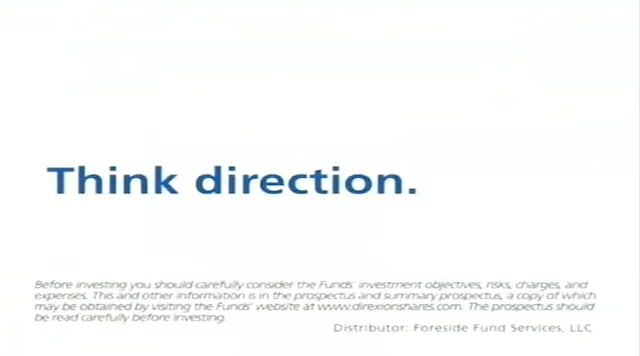 Think direction.
Before investing you should carefully consider the Funds' investment objectives, risks, charges, and
expenses. This and other information is in the prospectus and summary prospectus, a copy of which
may be obtained by visiting the Funds' website at www.direxionshares.com. The prospectus should
be read carefully before investing.
Distributor: Foreside Fund Services, LLC